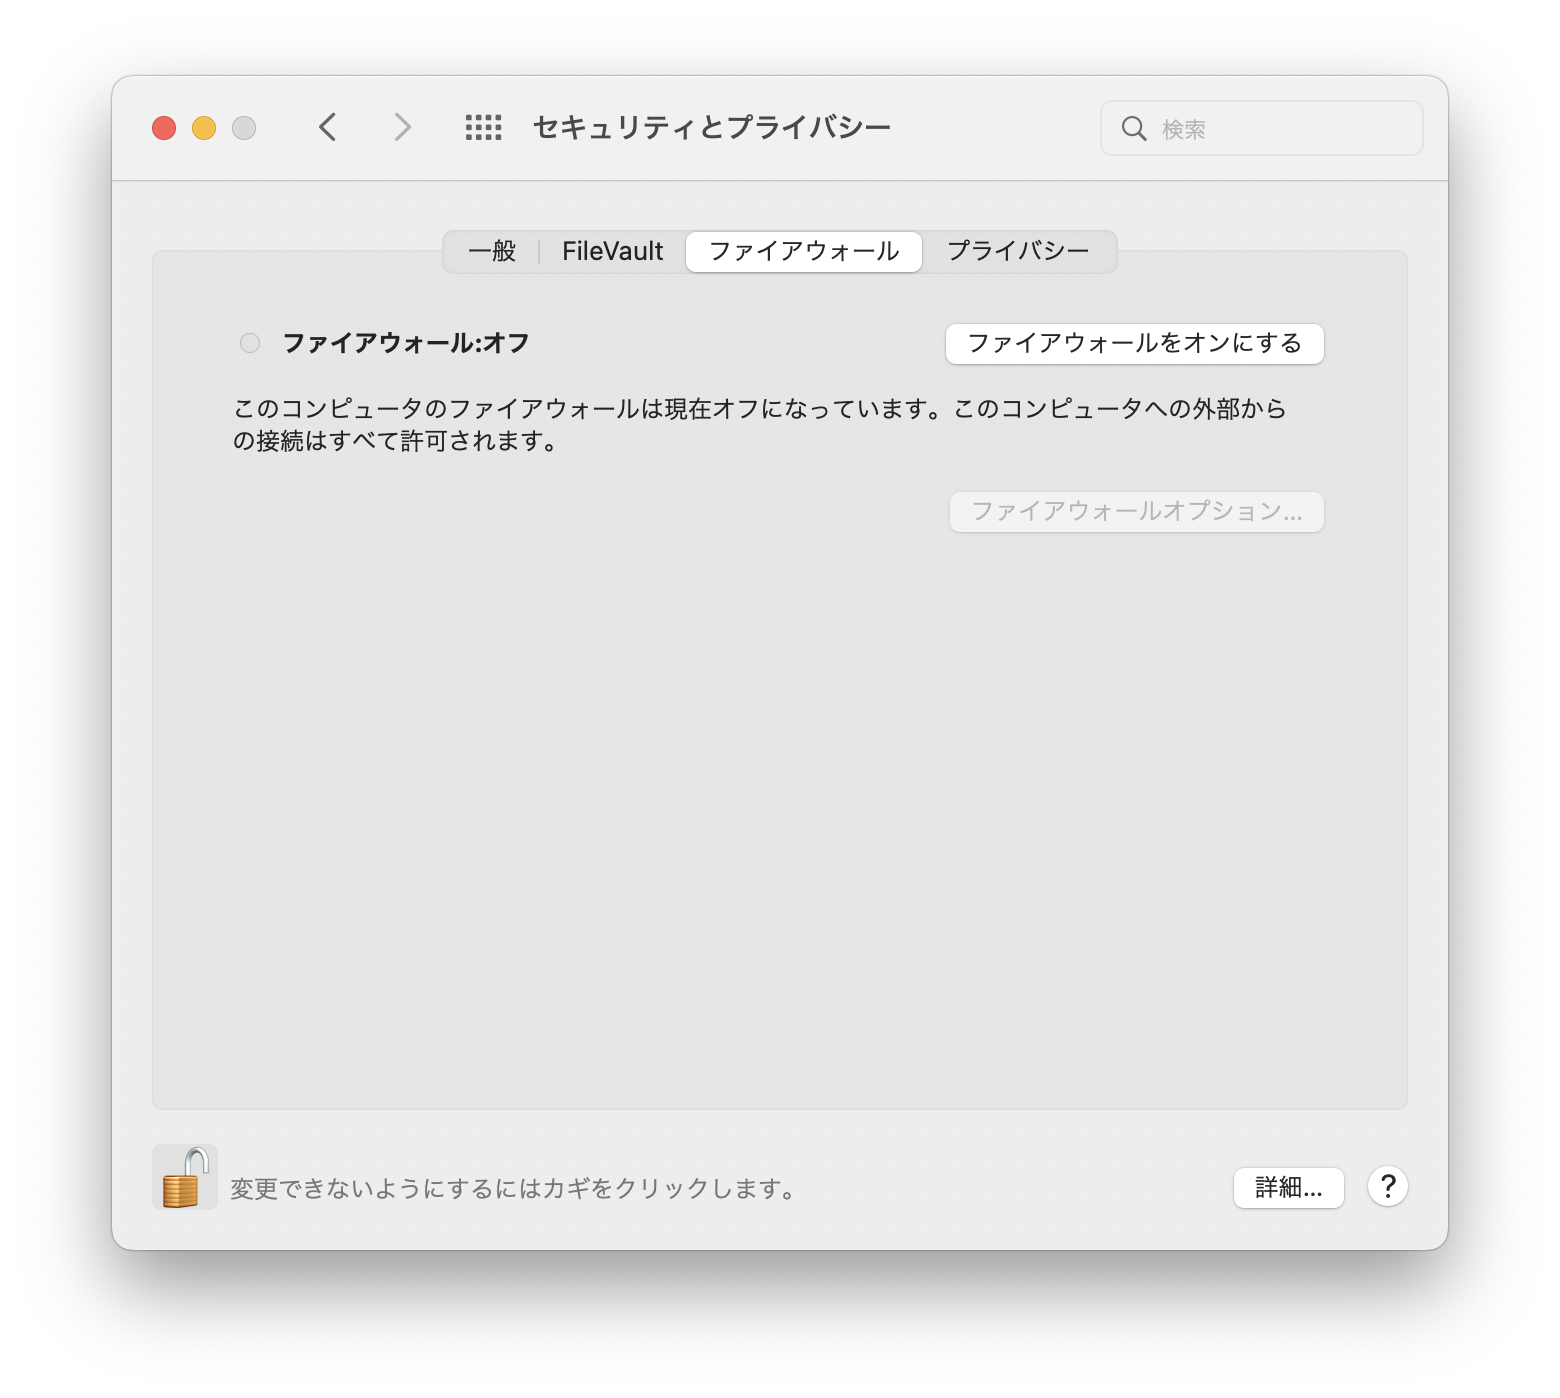 セキュリティとプライバシー
検索
一般 FileVault ファイアウォール プライバシー
ファイアウォール:オフ ファイアウォールをオンにする
このコンピュータのファイアウォールは現在オフになっています。このコンピュータへの外部から
の接続はすべて許可されます。
ファイアウォールオプション...
変更できないようにするにはカギをクリックします。
詳細... ?